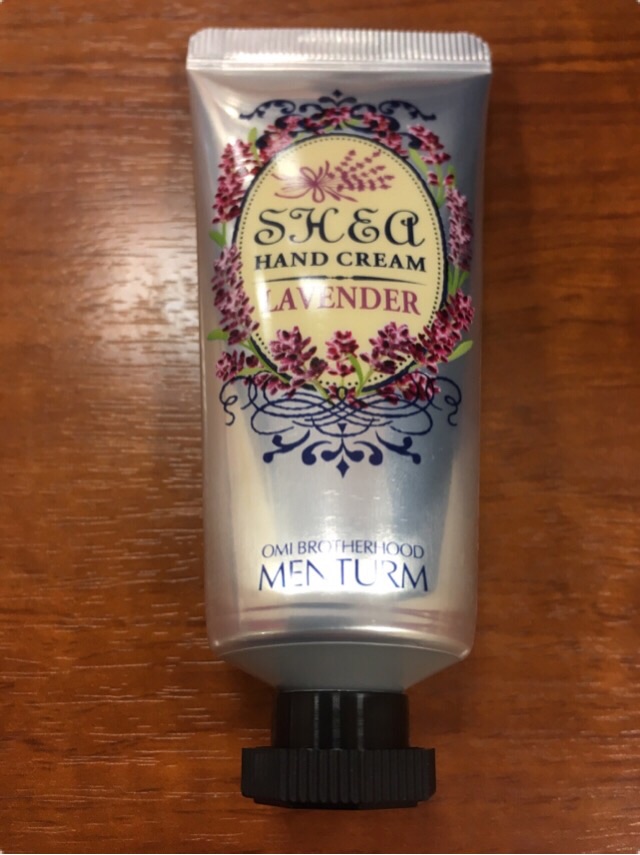 SHEA
HAND CREAM
LAVENDER
OMI BROTHERHOOD
MENTURM